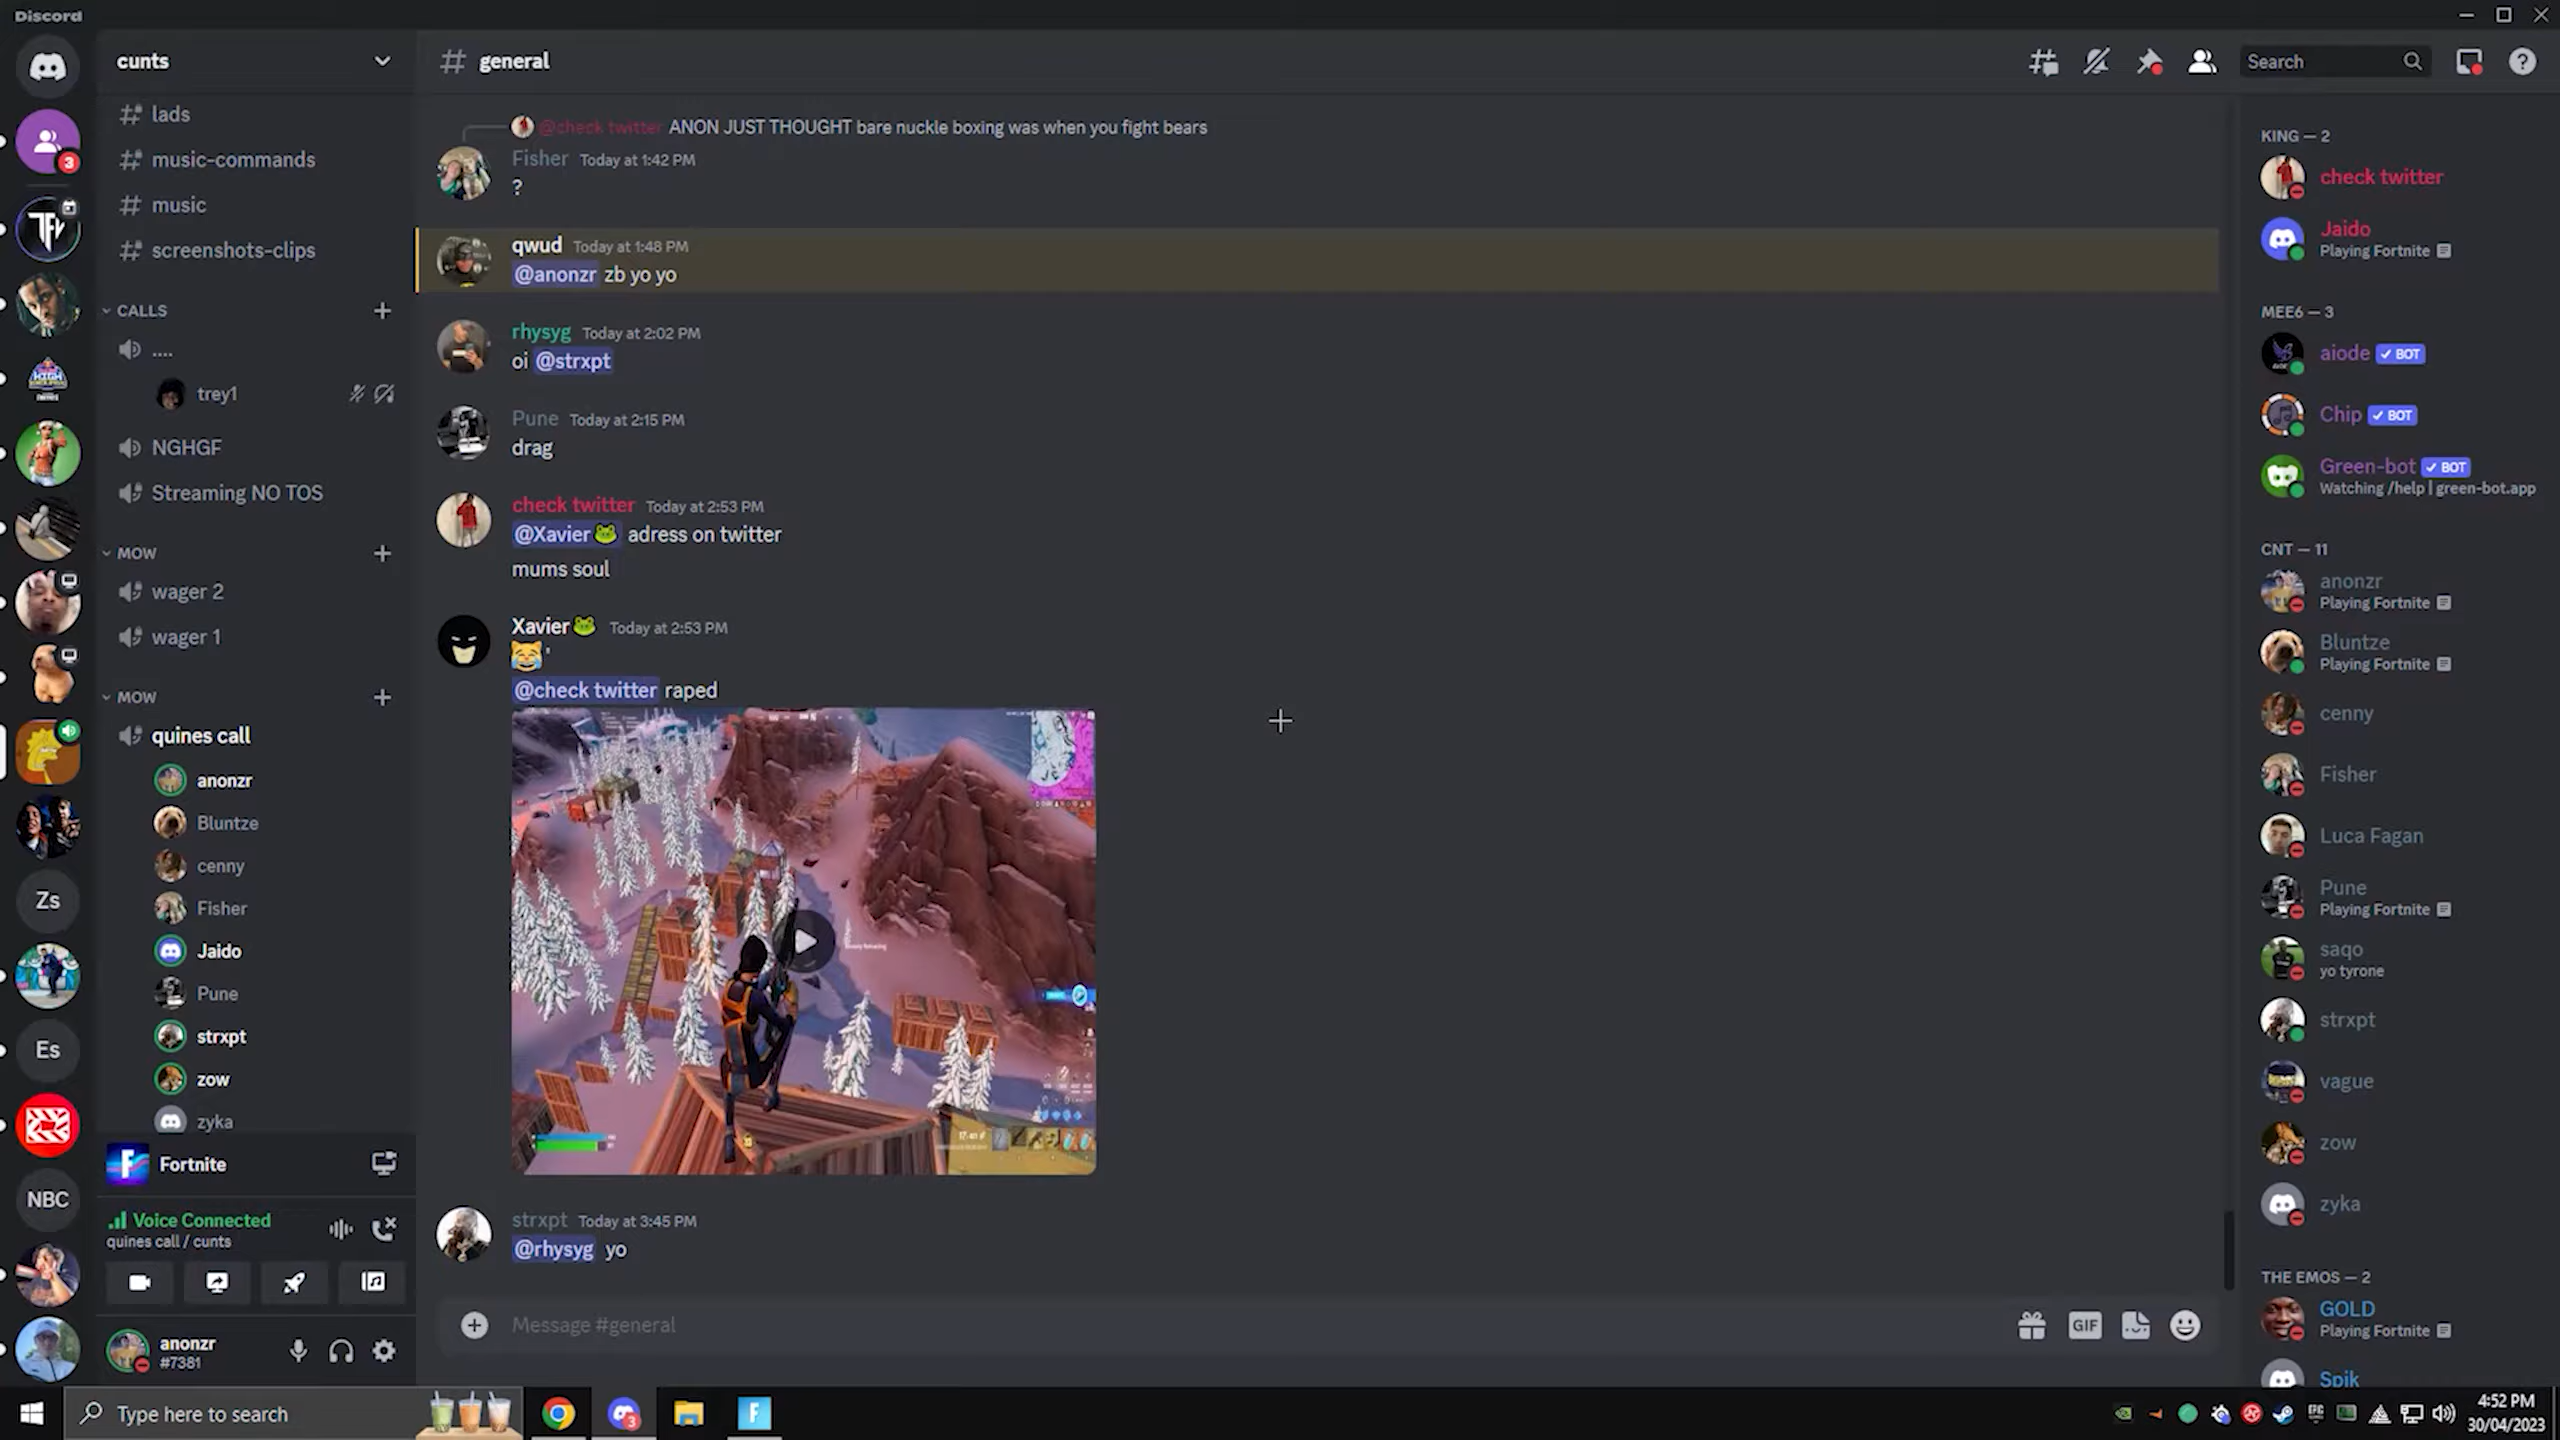 Discord
cunts
# general
Search
# lads
# music-commands
# music
# screenshots-clips
CALLS
....
trey1
NGHGF
Streaming NO TOS
MOW
wager 2
wager 1
MOW
quines call
anonzr
Bluntze
cenny
Fisher
Jaido
Pune
strxpt
zow
zyka
Fortnite
Voice Connected
quines call / cunts
anonzr
#7381
3
TFV
Zs
Es
NBC
@check twitter ANON JUST THOUGHT bare nuckle boxing was when you fight bears
Fisher Today at 1:42 PM
?
qwud Today at 1:48 PM
@anonzr zb yo yo
rhysyg Today at 2:02 PM
oi @strxpt
Pune Today at 2:15 PM
drag
check twitter Today at 2:53 PM
@Xavier🐸 adress on twitter
mums soul
Xavier🐸 Today at 2:53 PM
😹'
@check twitter raped
strxpt Today at 3:45 PM
@rhysyg yo
Message #general
GIF
KING — 2
check twitter
Jaido
Playing Fortnite
MEE6 — 3
aiode ✓ BOT
Chip ✓ BOT
Green-bot ✓ BOT
Watching /help | green-bot.app
CNT — 11
anonzr
Playing Fortnite
Bluntze
Playing Fortnite
cenny
Fisher
Luca Fagan
Pune
Playing Fortnite
saqo
yo tyrone
strxpt
vague
zow
zyka
THE EMOS — 2
GOLD
Playing Fortnite
Spik
Type here to search
3
F
4:52 PM
30/04/2023